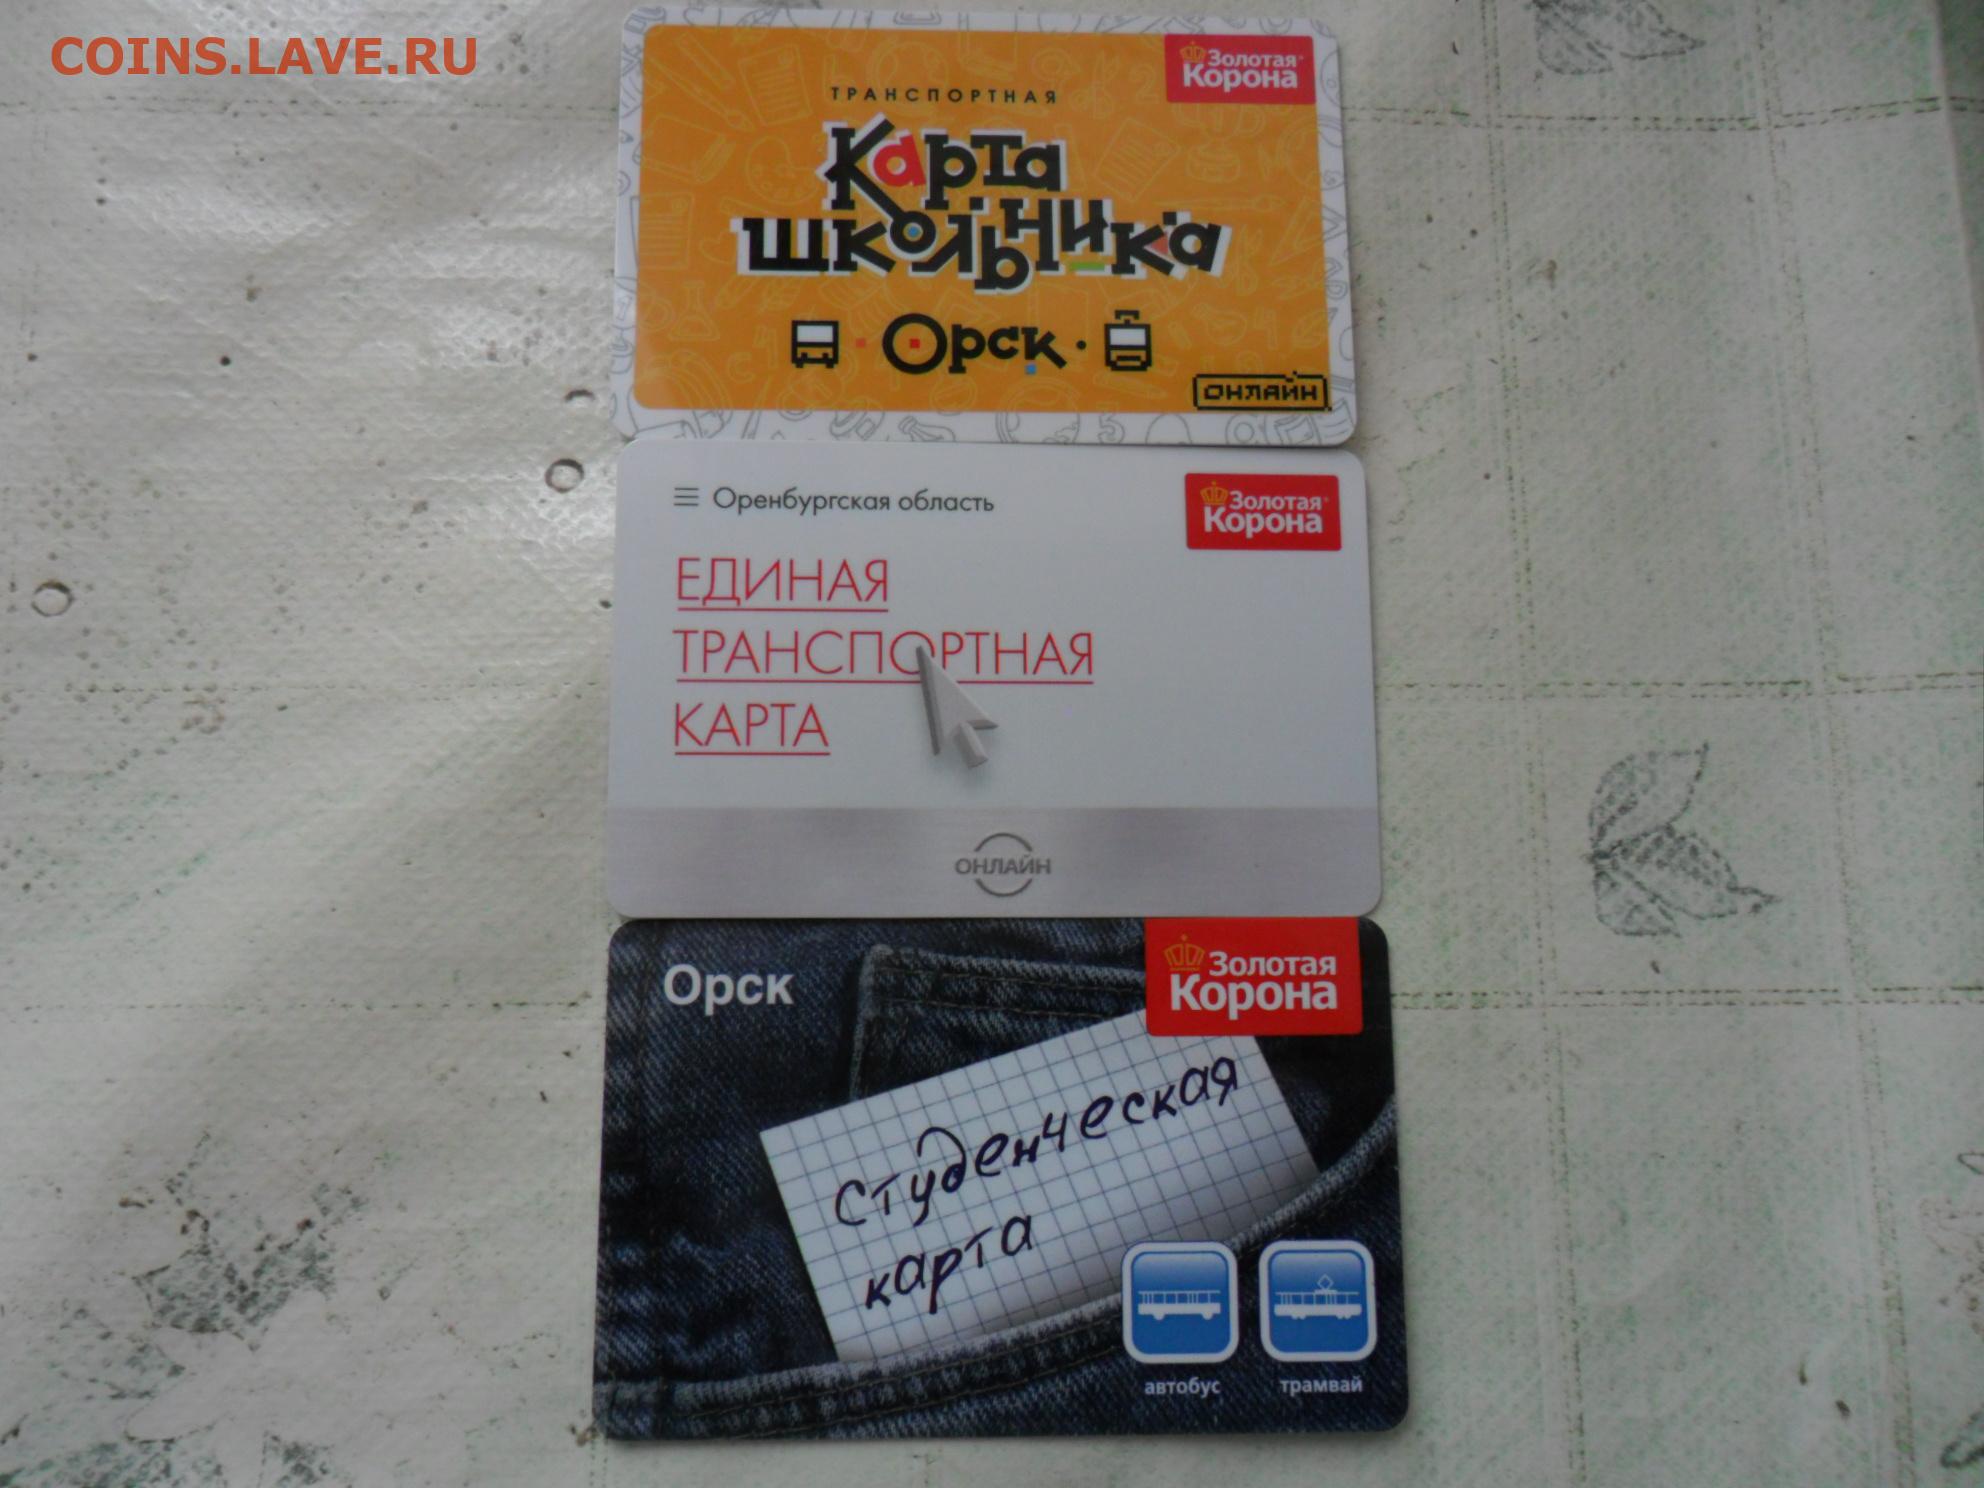 COINS.LAVE.RU
ТРАНСПОРТНАЯ
Золотая
Корона
Карта
школьника
Орск
ОНЛАЙН
Оренбургская область
Золотая
Корона
ЕДИНАЯ
ТРАНСПОРТНАЯ
КАРТА
ОНЛАЙН
Орск
Золотая
Корона
Студенческая
карта
автобус
трамвай